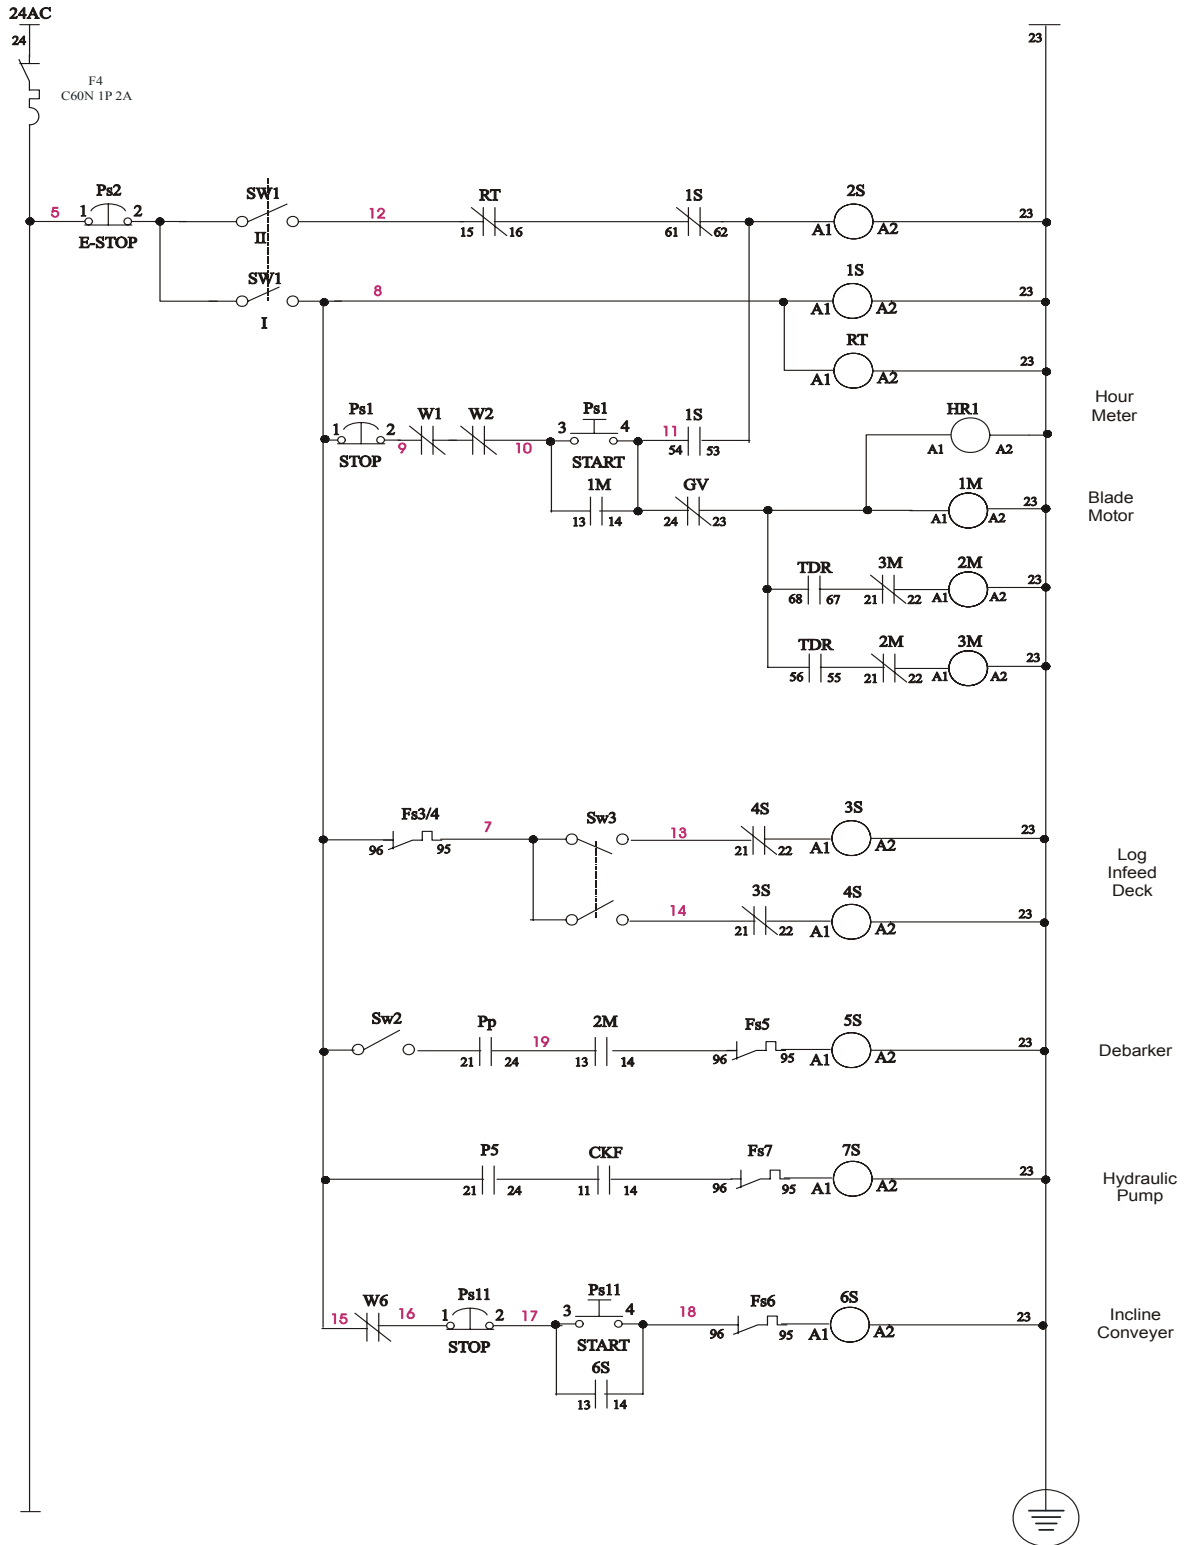 24AC
24
23
F4
C60N 1P 2A
Ps2 SW1 RT 1S 2S
5 1 2 12 23
E-STOP II 15 16 61 62 A1 A2
SW1 8 1S 23
I A1 A2
RT 23
A1 A2
Hour
Meter
Ps1 W1 W2 Ps1 1S HR1
1 2 9 10 3 4 11 54 53 A1 A2
STOP START
1M GV 1M 23
13 14 24 23 A1 A2
Blade
Motor
TDR 3M 2M 23
68 67 21 22 A1 A2
TDR 2M 3M 23
56 55 21 22 A1 A2
Fs3/4 7 Sw3 13 4S 3S 23
96 95 21 22 A1 A2
Log
Infeed
Deck
14 3S 4S 23
21 22 A1 A2
Sw2 Pp 19 2M Fs5 5S 23
21 24 13 14 96 95 A1 A2
Debarker
P5 CKF Fs7 7S 23
21 24 11 14 96 95 A1 A2
Hydraulic
Pump
15 W6 16 Ps11 17 Ps11 18 Fs6 6S 23
1 2 3 4 96 95 A1 A2
STOP START
Incline
Conveyer
6S
13 14